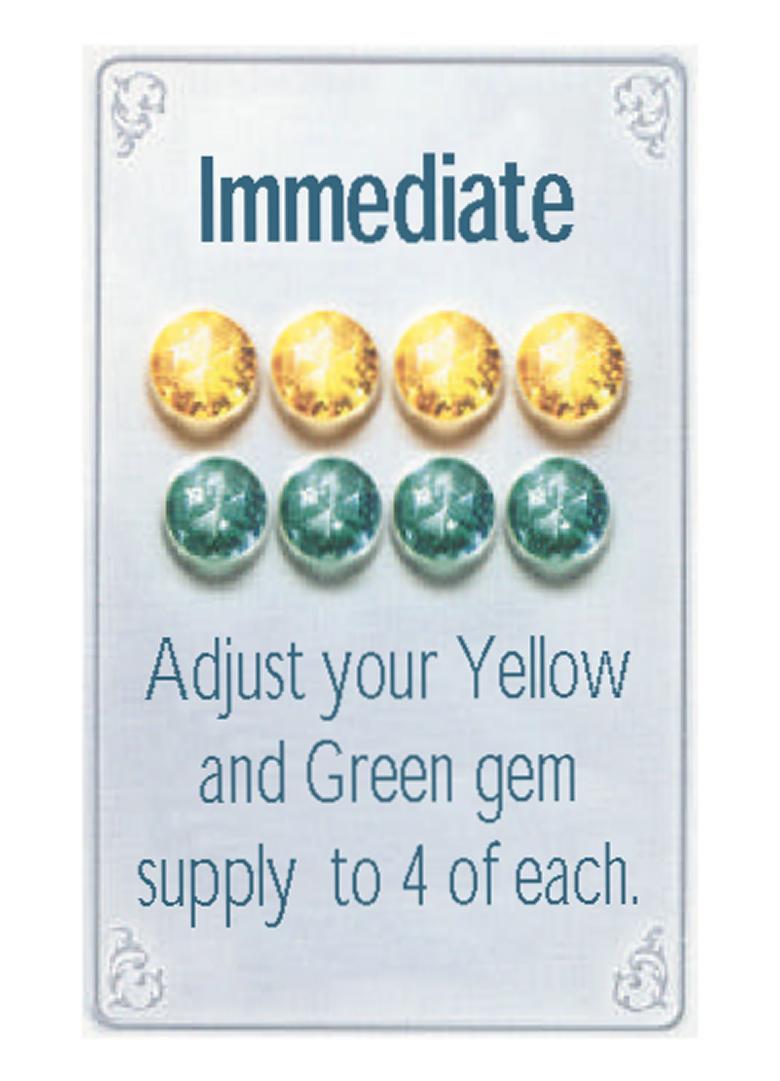 Immediate
Adjust your Yellow
and Green gem
supply to 4 of each.